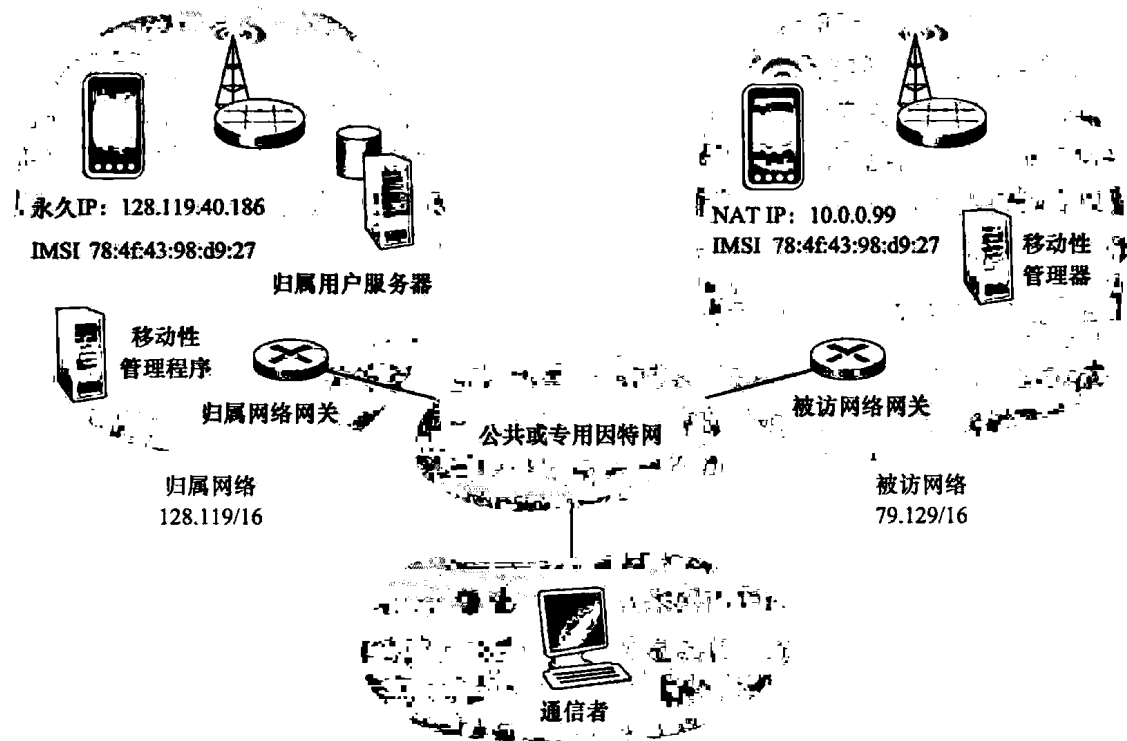 永久IP：128.119.40.186
IMSI 78:4f:43:98:d9:27
归属用户服务器
移动性
管理程序
归属网络网关
归属网络
128.119/16
NAT IP：10.0.0.99
IMSI 78:4f:43:98:d9:27
移动性
管理器
被访网络网关
被访网络
79.129/16
公共或专用因特网
通信者